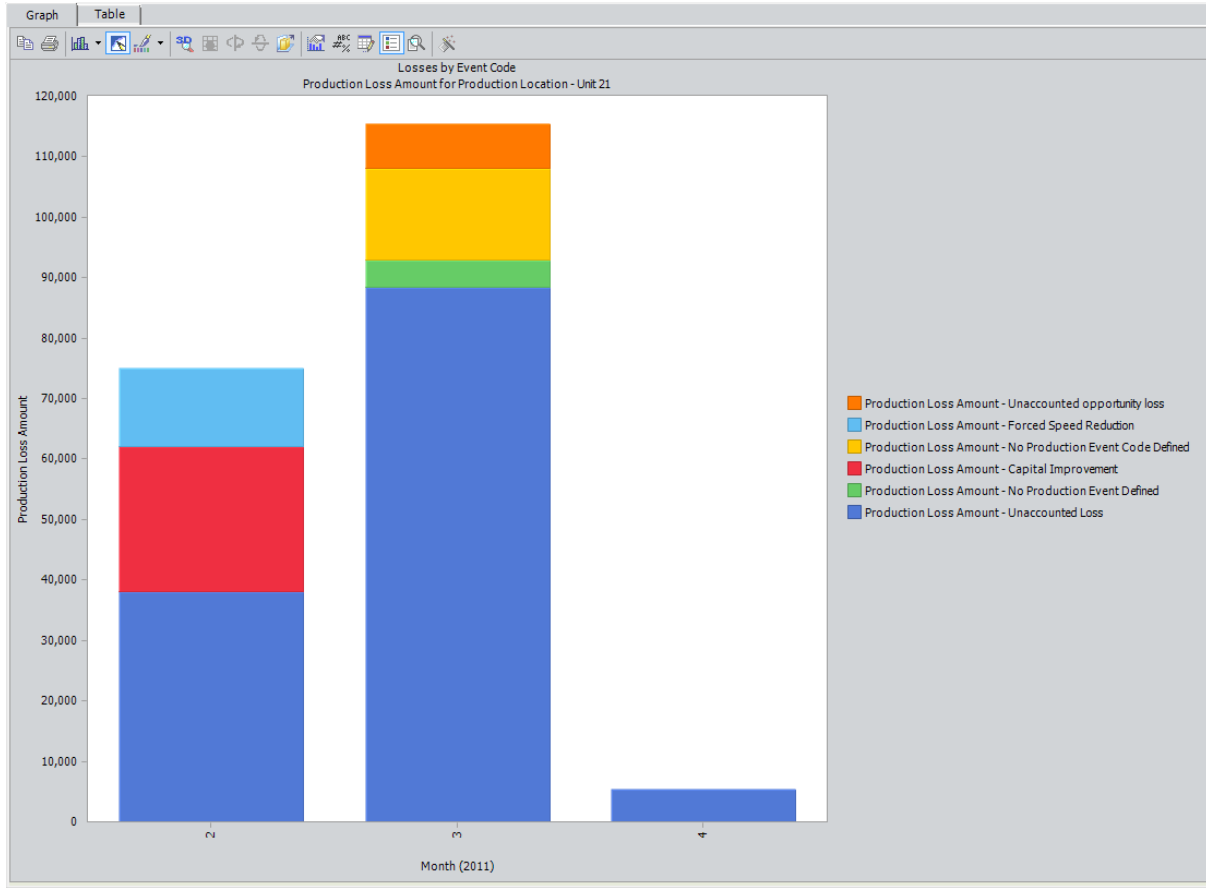 Graph
Table
3D
ABC
#%
Losses by Event Code
Production Loss Amount for Production Location - Unit 21
120,000
110,000
100,000
90,000
80,000
70,000
60,000
50,000
40,000
30,000
20,000
10,000
0
Production Loss Amount
2
3
4
Month (2011)
Production Loss Amount - Unaccounted opportunity loss
Production Loss Amount - Forced Speed Reduction
Production Loss Amount - No Production Event Code Defined
Production Loss Amount - Capital Improvement
Production Loss Amount - No Production Event Defined
Production Loss Amount - Unaccounted Loss